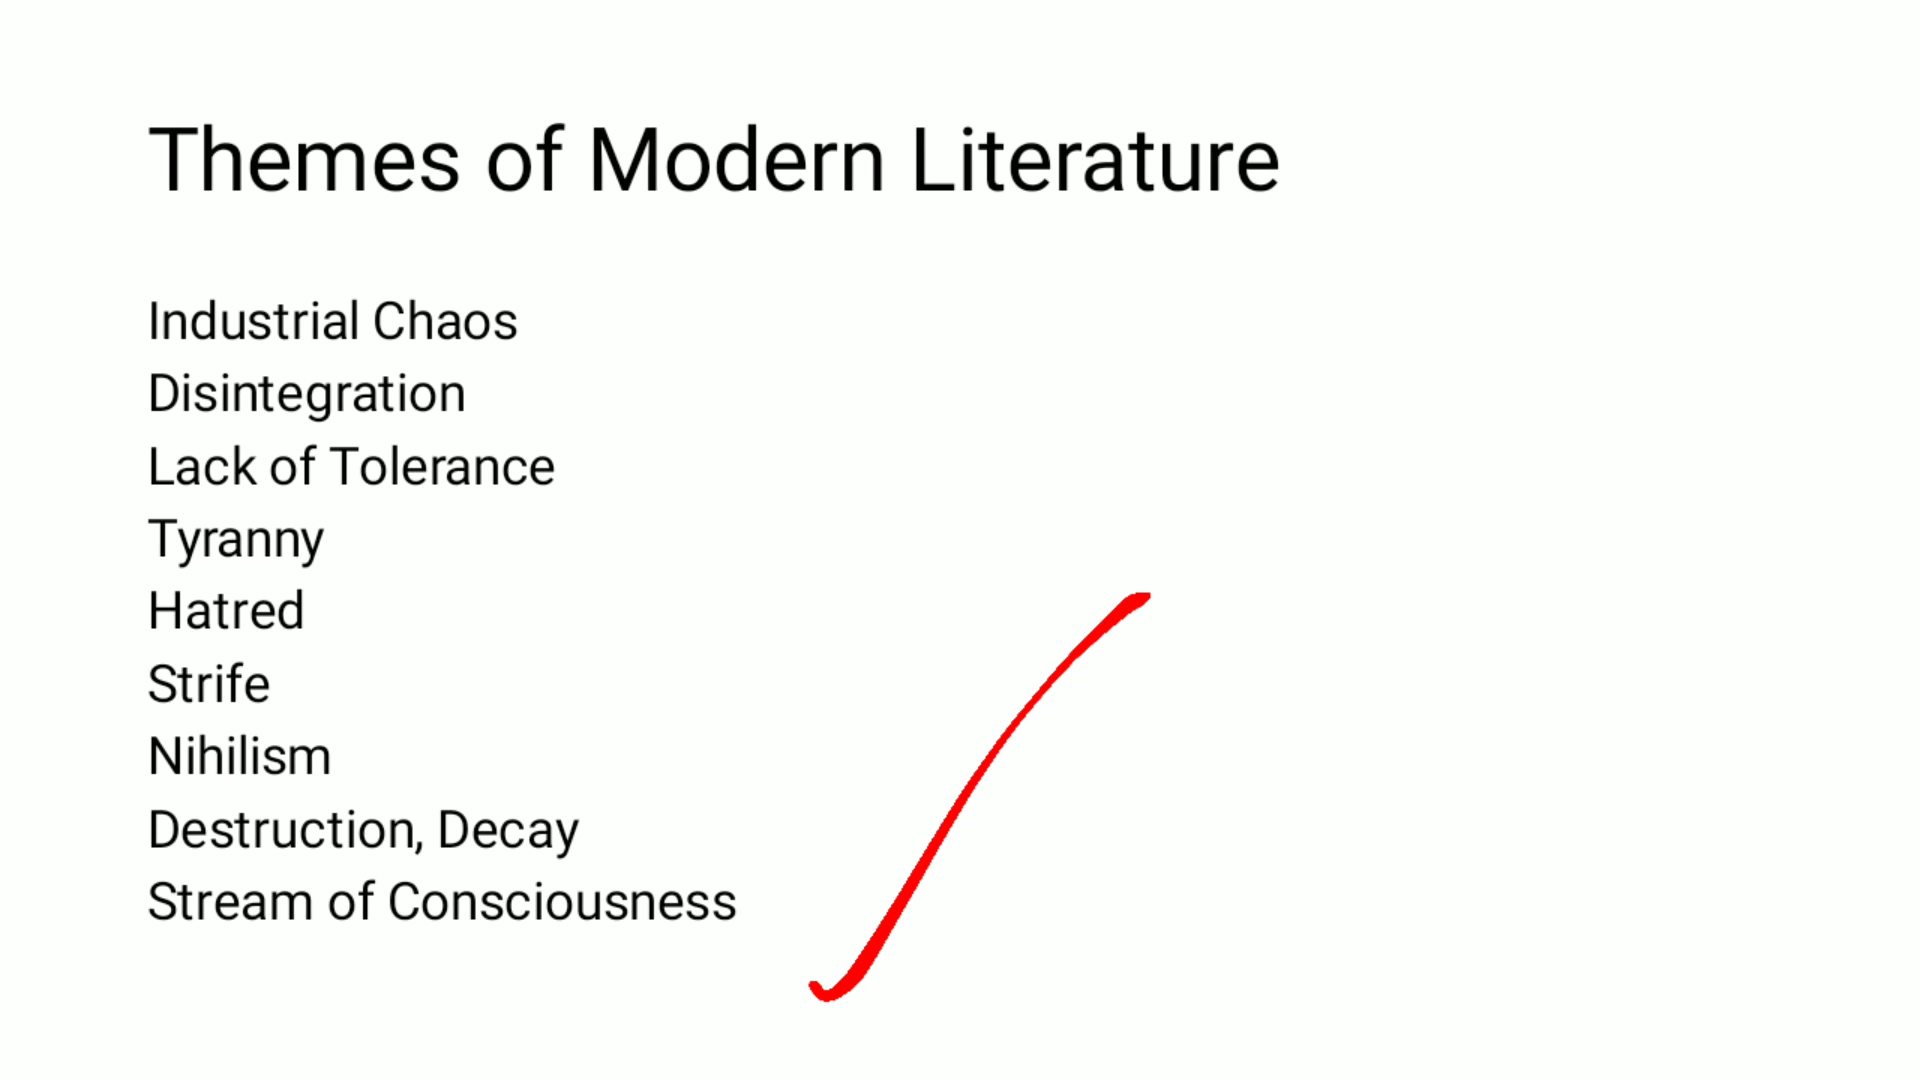 Themes of Modern Literature
Industrial Chaos
Disintegration
Lack of Tolerance
Tyranny
Hatred
Strife
Nihilism
Destruction, Decay
Stream of Consciousness